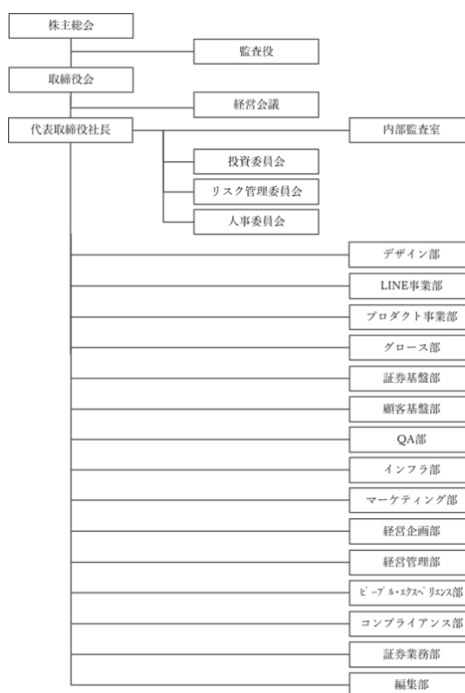 株主総会
監査役
取締役会
経営会議
代表取締役社長
内部監査室
投資委員会
リスク管理委員会
人事委員会
デザイン部
LINE事業部
プロダクト事業部
グロース部
証券基盤部
顧客基盤部
QA部
インフラ部
マーケティング部
経営企画部
経営管理部
ピープル・エクスペリエンス部
コンプライアンス部
証券業務部
編集部